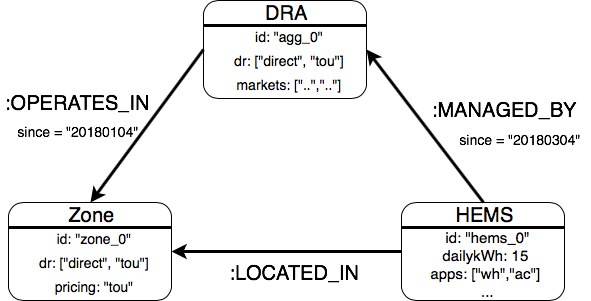 DRA
id: "agg_0"
dr: ["direct", "tou"]
markets: ["..",".."]
:OPERATES_IN
since = "20180104"
:MANAGED_BY
since = "20180304"
Zone
id: "zone_0"
dr: ["direct", "tou"]
pricing: "tou"
:LOCATED_IN
HEMS
id: "hems_0"
dailykWh: 15
apps: ["wh","ac"]
...